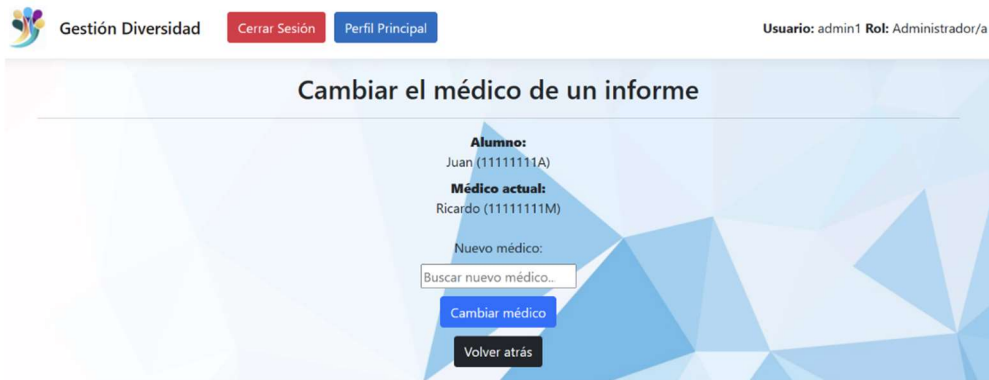 Gestión Diversidad Cerrar Sesión Perfil Principal Usuario: admin1 Rol: Administrador/a
Cambiar el médico de un informe
Alumno:
Juan (11111111A)
Médico actual:
Ricardo (11111111M)
Nuevo médico:
Buscar nuevo médico..
Cambiar médico
Volver atrás